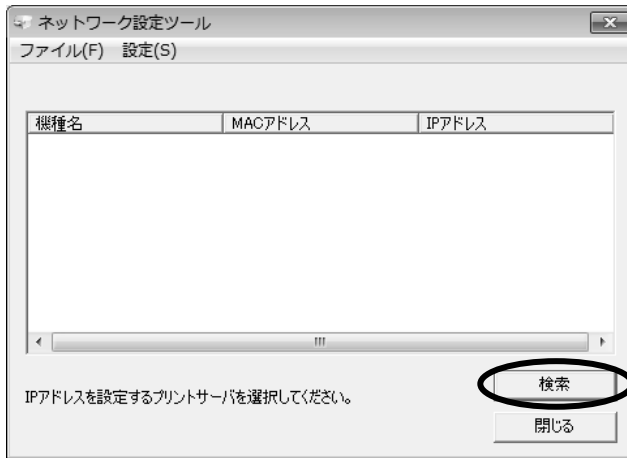 ネットワーク設定ツール
ファイル(F) 設定(S)
機種名 MACアドレス IPアドレス
検索
IPアドレスを設定するプリントサーバを選択してください。
閉じる